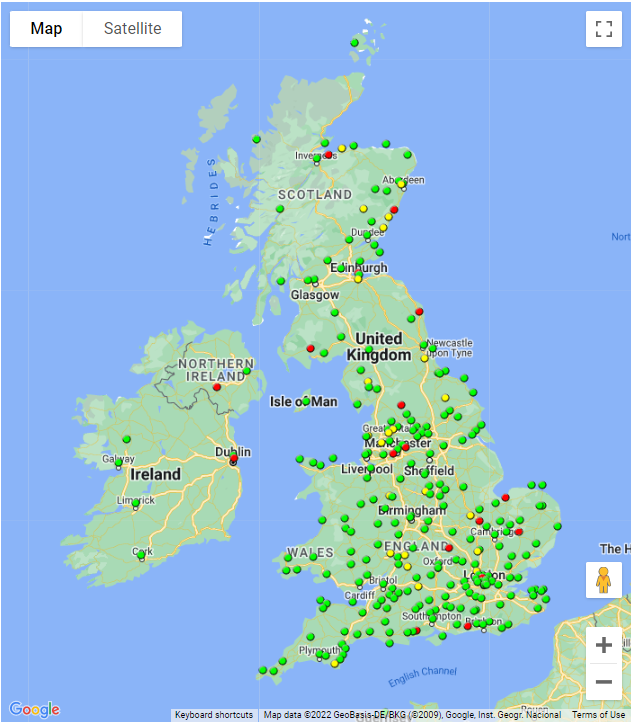 Map
Satellite
HEBRIDES
Inverness
Aberdeen
SCOTLAND
Nort
Dundee
Edinburgh
Glasgow
United
Kingdom
Newcastle
upon Tyne
NORTHERN
IRELAND
Isle of Man
Great
Manchester
Dublin
Galway
Ireland
Liverpool
Sheffield
Limerick
Birmingham
Cambridge
Cork
WALES
ENGLAND
The H
Oxford
London
Bristol
Cardiff
Southampton
Brighton
Plymouth
English Channel
Rouen
Google
Keyboard shortcuts
Map data ©2022 GeoBasis-DE/BKG (©2009), Google, Inst. Geogr. Nacional
Terms of Use